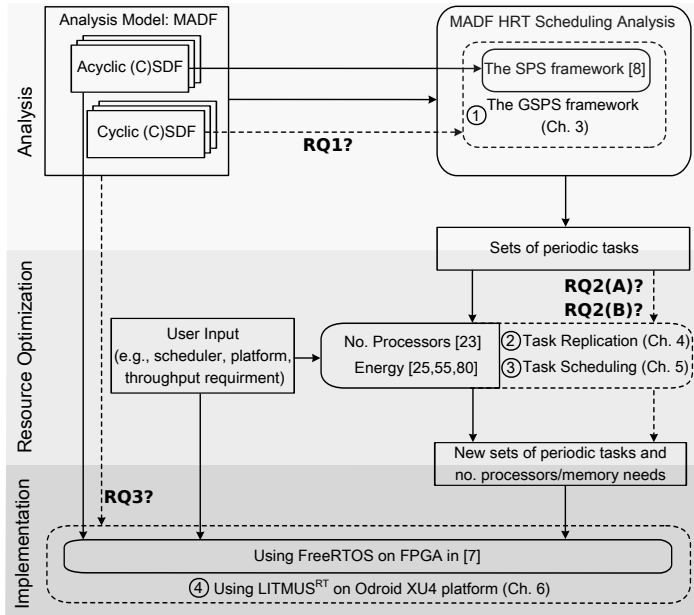 Analysis Model: MADF
Acyclic (C)SDF
Cyclic (C)SDF
MADF HRT Scheduling Analysis
The SPS framework [8]
1 The GSPS framework
(Ch. 3)
RQ1?
Analysis
Sets of periodic tasks
RQ2(A)?
RQ2(B)?
User Input
(e.g., scheduler, platform,
throughput requirment)
No. Processors [23]
Energy [25,55,80]
2 Task Replication (Ch. 4)
3 Task Scheduling (Ch. 5)
Resource Optimization
New sets of periodic tasks and
no. processors/memory needs
RQ3?
Using FreeRTOS on FPGA in [7]
4 Using LITMUSRT on Odroid XU4 platform (Ch. 6)
Implementation